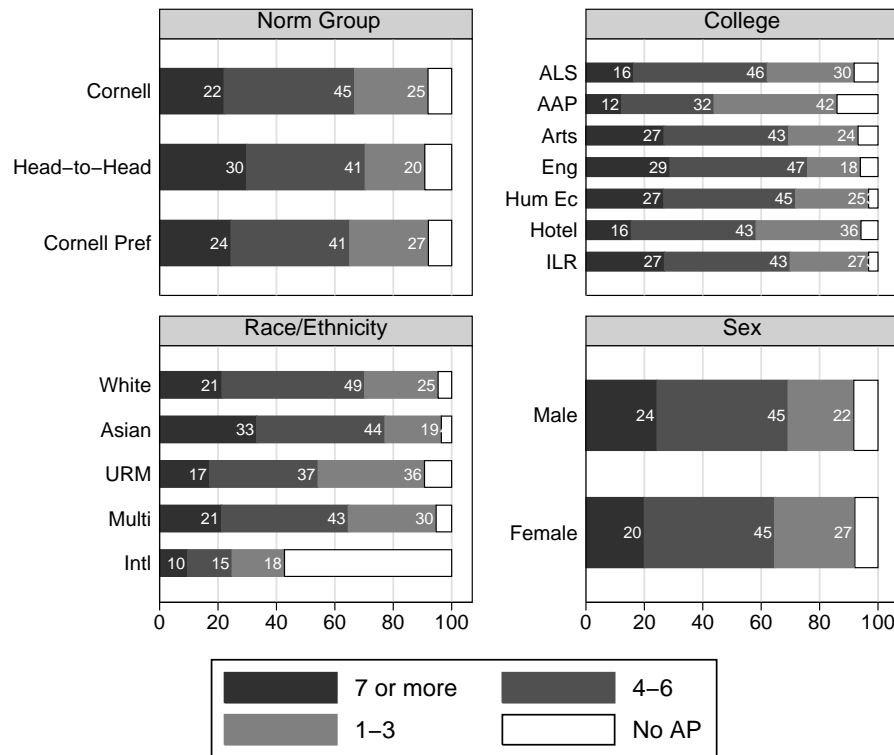 Norm Group
Cornell 22 45 25
Head−to−Head 30 41 20
Cornell Pref 24 41 27
College
ALS 16 46 30
AAP 12 32 42
Arts 27 43 24
Eng 29 47 18
Hum Ec 27 45 25
Hotel 16 43 36
ILR 27 43 27
Race/Ethnicity
White 21 49 25
Asian 33 44 19
URM 17 37 36
Multi 21 43 30
Intl 10 15 18
0 20 40 60 80 100
Sex
Male 24 45 22
Female 20 45 27
0 20 40 60 80 100
7 or more 4−6
1−3 No AP